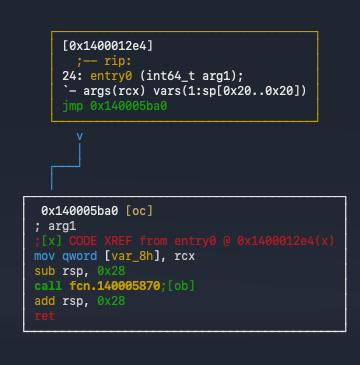 [0x1400012e4]
;-- rip:
24: entry0 (int64_t arg1);
`- args(rcx) vars(1:sp[0x20..0x20])
jmp 0x140005ba0
v
0x140005ba0 [oc]
; arg1
;[x] CODE XREF from entry0 @ 0x1400012e4(x)
mov qword [var_8h], rcx
sub rsp, 0x28
call fcn.140005870;[ob]
add rsp, 0x28
ret